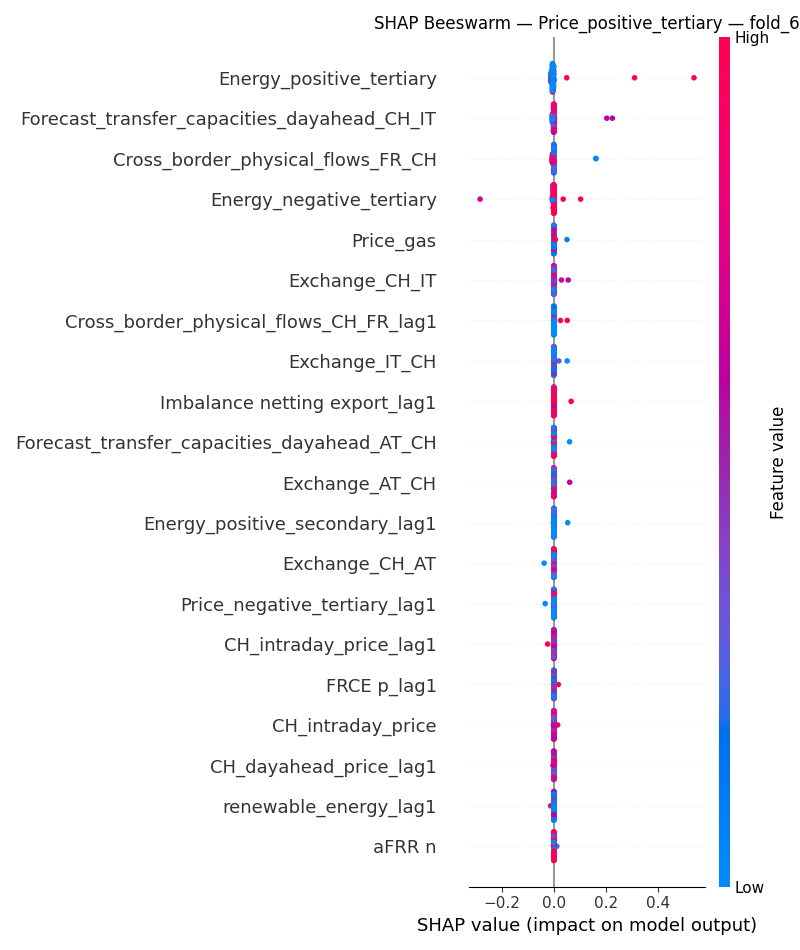 SHAP Beeswarm — Price_positive_tertiary — fold_6
High
Energy_positive_tertiary
Forecast_transfer_capacities_dayahead_CH_IT
Cross_border_physical_flows_FR_CH
Energy_negative_tertiary
Price_gas
Exchange_CH_IT
Cross_border_physical_flows_CH_FR_lag1
Exchange_IT_CH
Imbalance netting export_lag1
Forecast_transfer_capacities_dayahead_AT_CH
Exchange_AT_CH
Energy_positive_secondary_lag1
Exchange_CH_AT
Price_negative_tertiary_lag1
CH_intraday_price_lag1
FRCE p_lag1
CH_intraday_price
CH_dayahead_price_lag1
renewable_energy_lag1
aFRR n
Feature value
Low
−0.2 0.0 0.2 0.4
SHAP value (impact on model output)